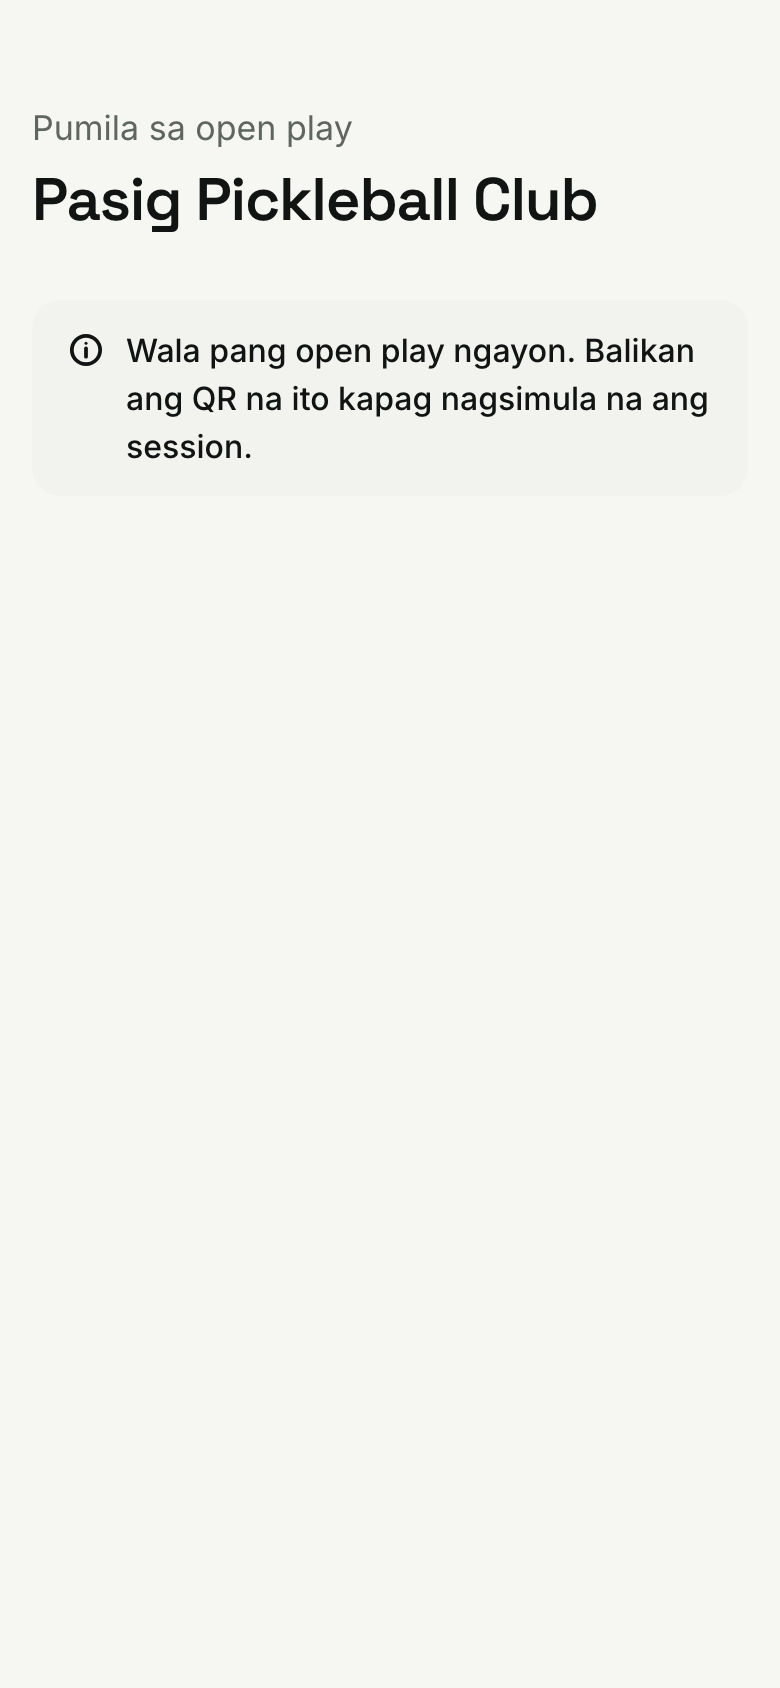 Pumila sa open play
Pasig Pickleball Club
Wala pang open play ngayon. Balikan
ang QR na ito kapag nagsimula na ang
session.